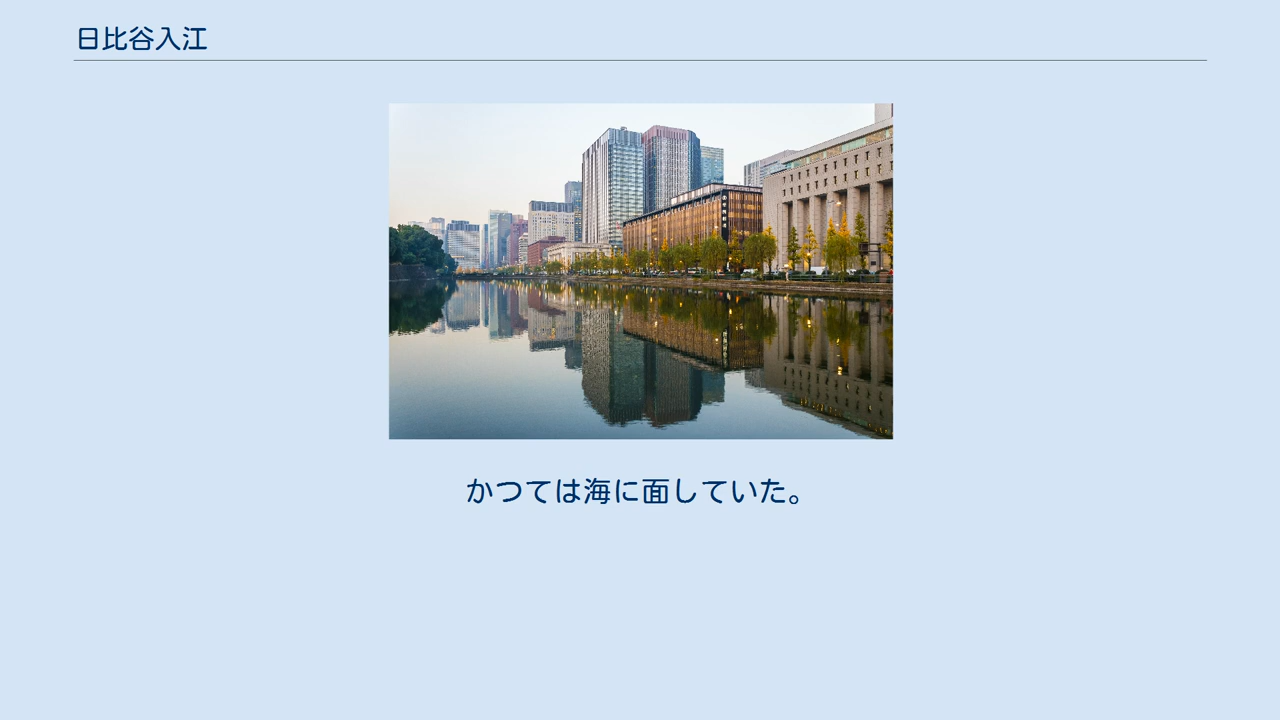 日比谷入江
かつては海に面していた。